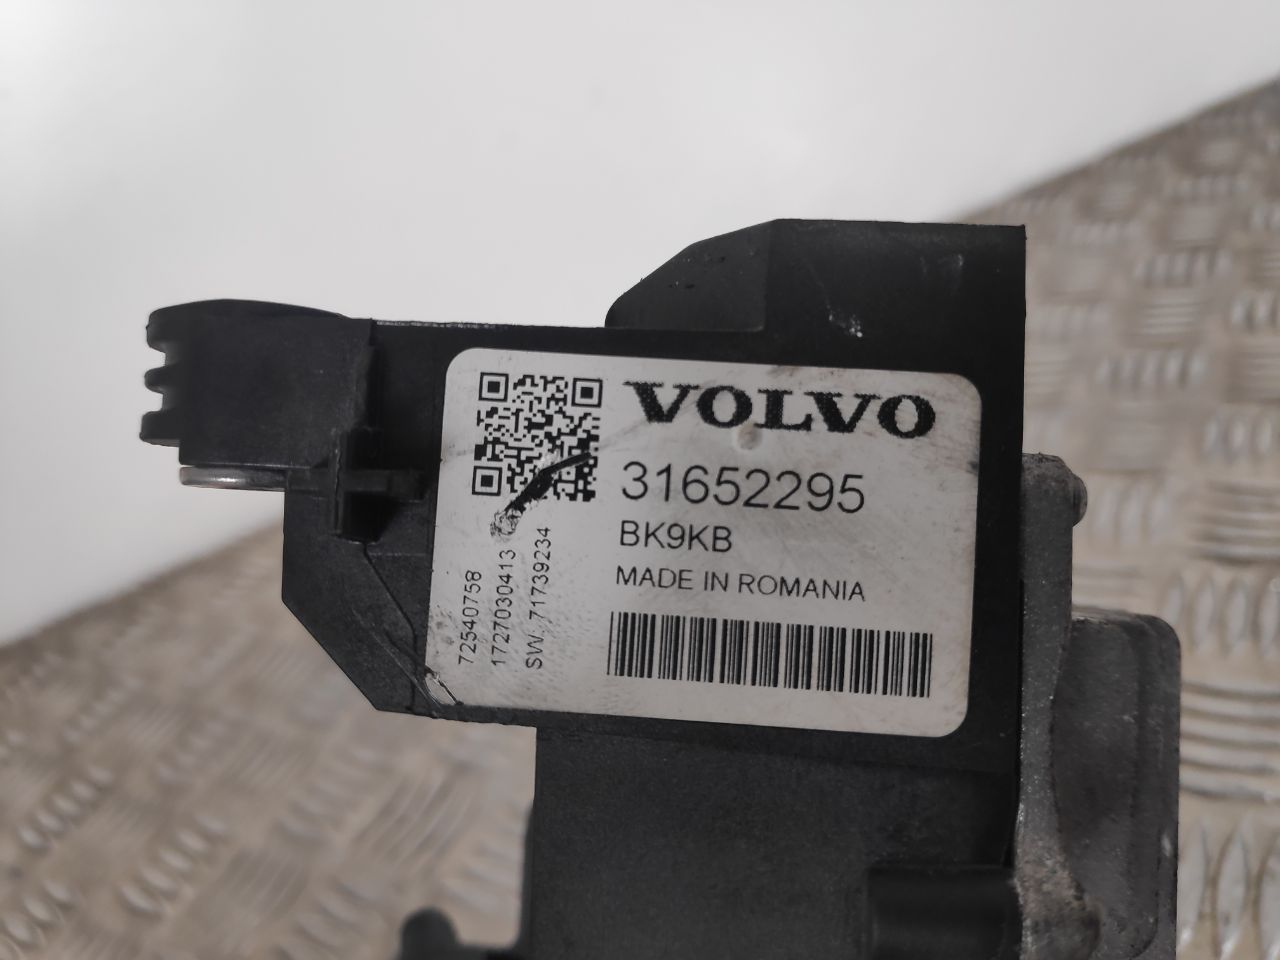 VOLVO
31652295
BK9KB
MADE IN ROMANIA
72540758
1727030413
SW: 71739234